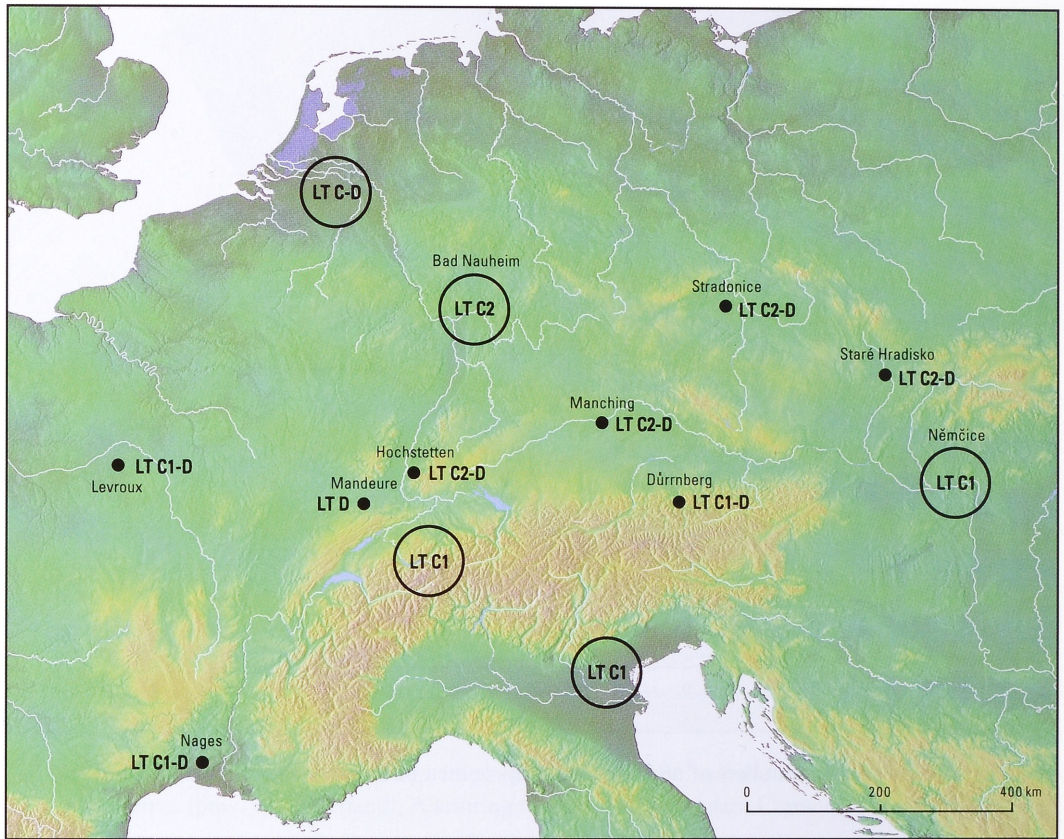 LT C-D
Bad Nauheim
LT C2
Stradonice
LT C2-D
Staré Hradisko
LT C2-D
Manching
LT C2-D
Němčice
LT C1
Hochstetten
LT C2-D
LT C1-D
Levroux
Mandeure
LT D
Důrrnberg
LT C1-D
LT C1
LT C1
Nages
LT C1-D
0 200 400 km